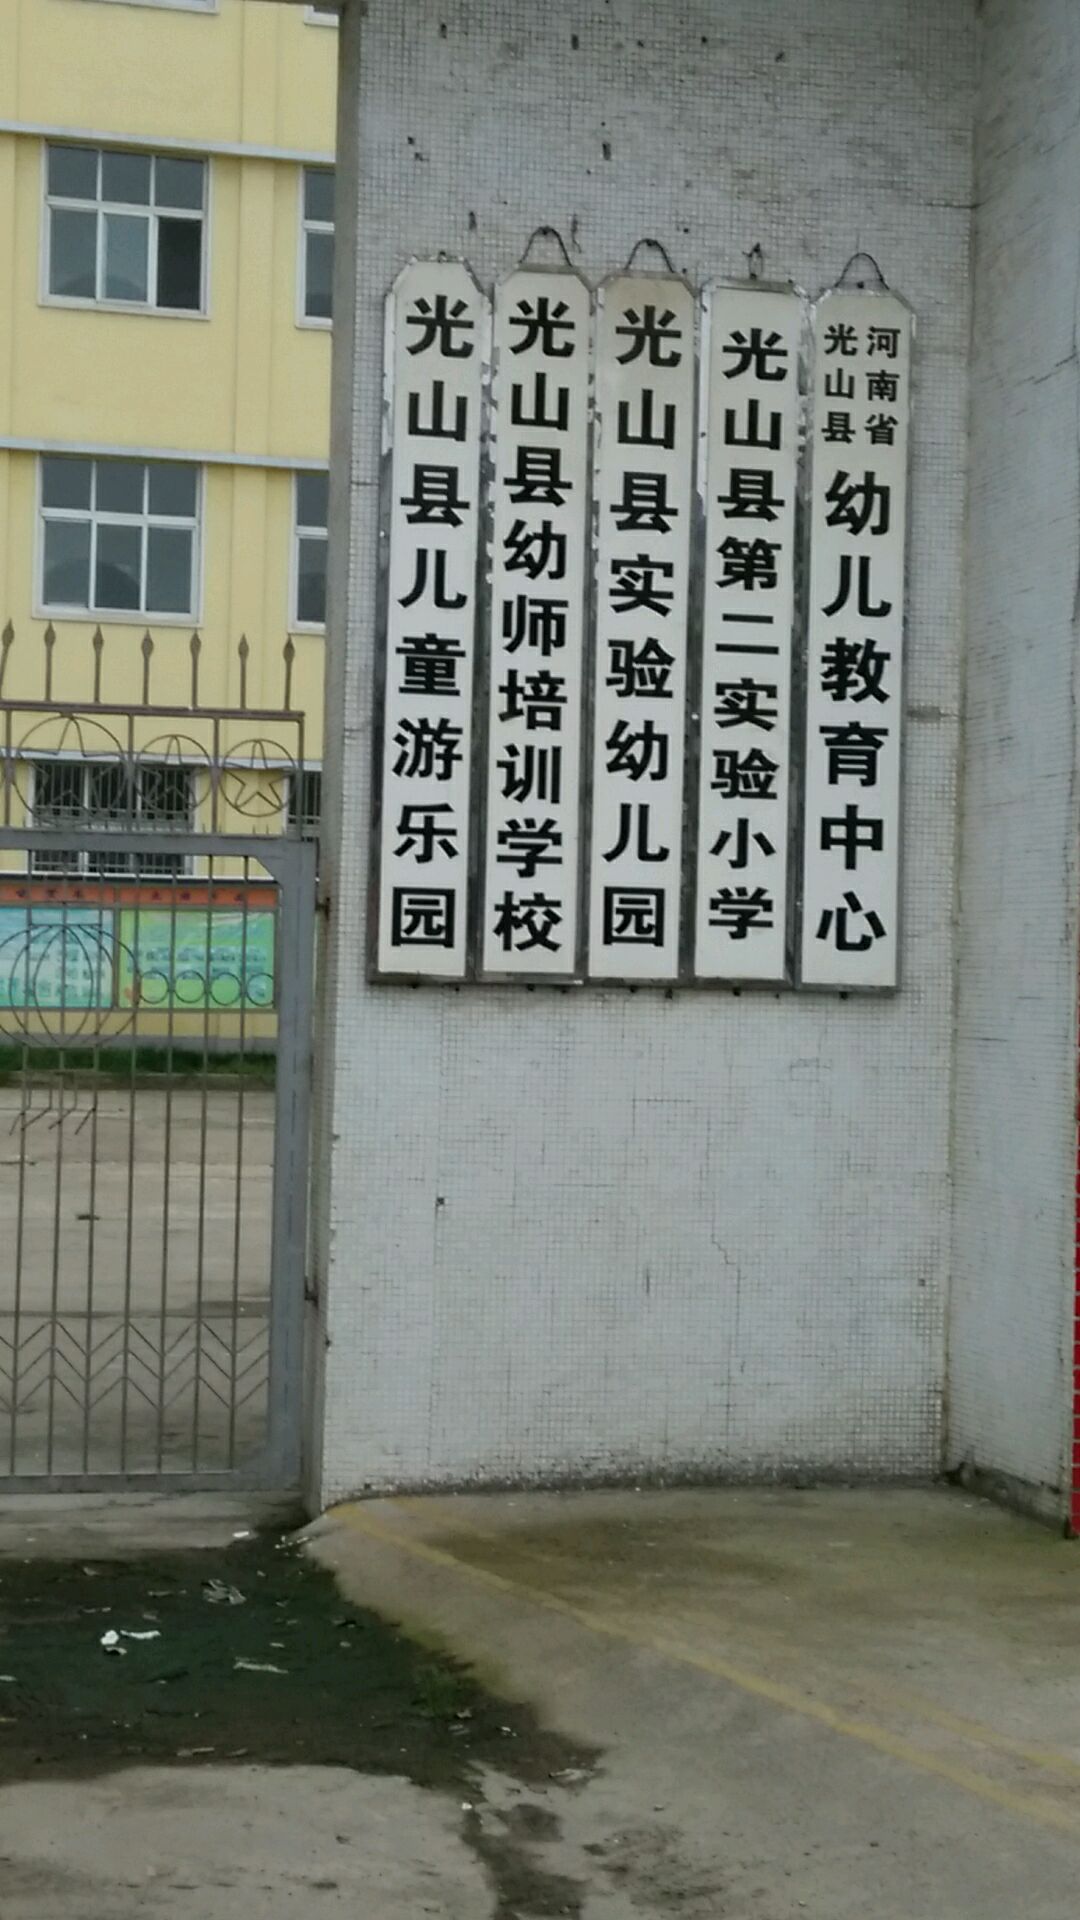 光山县儿童游乐园
光山县幼师培训学校
光山县实验幼儿园
光山县第二实验小学
河南省
光山县
幼儿教育中心